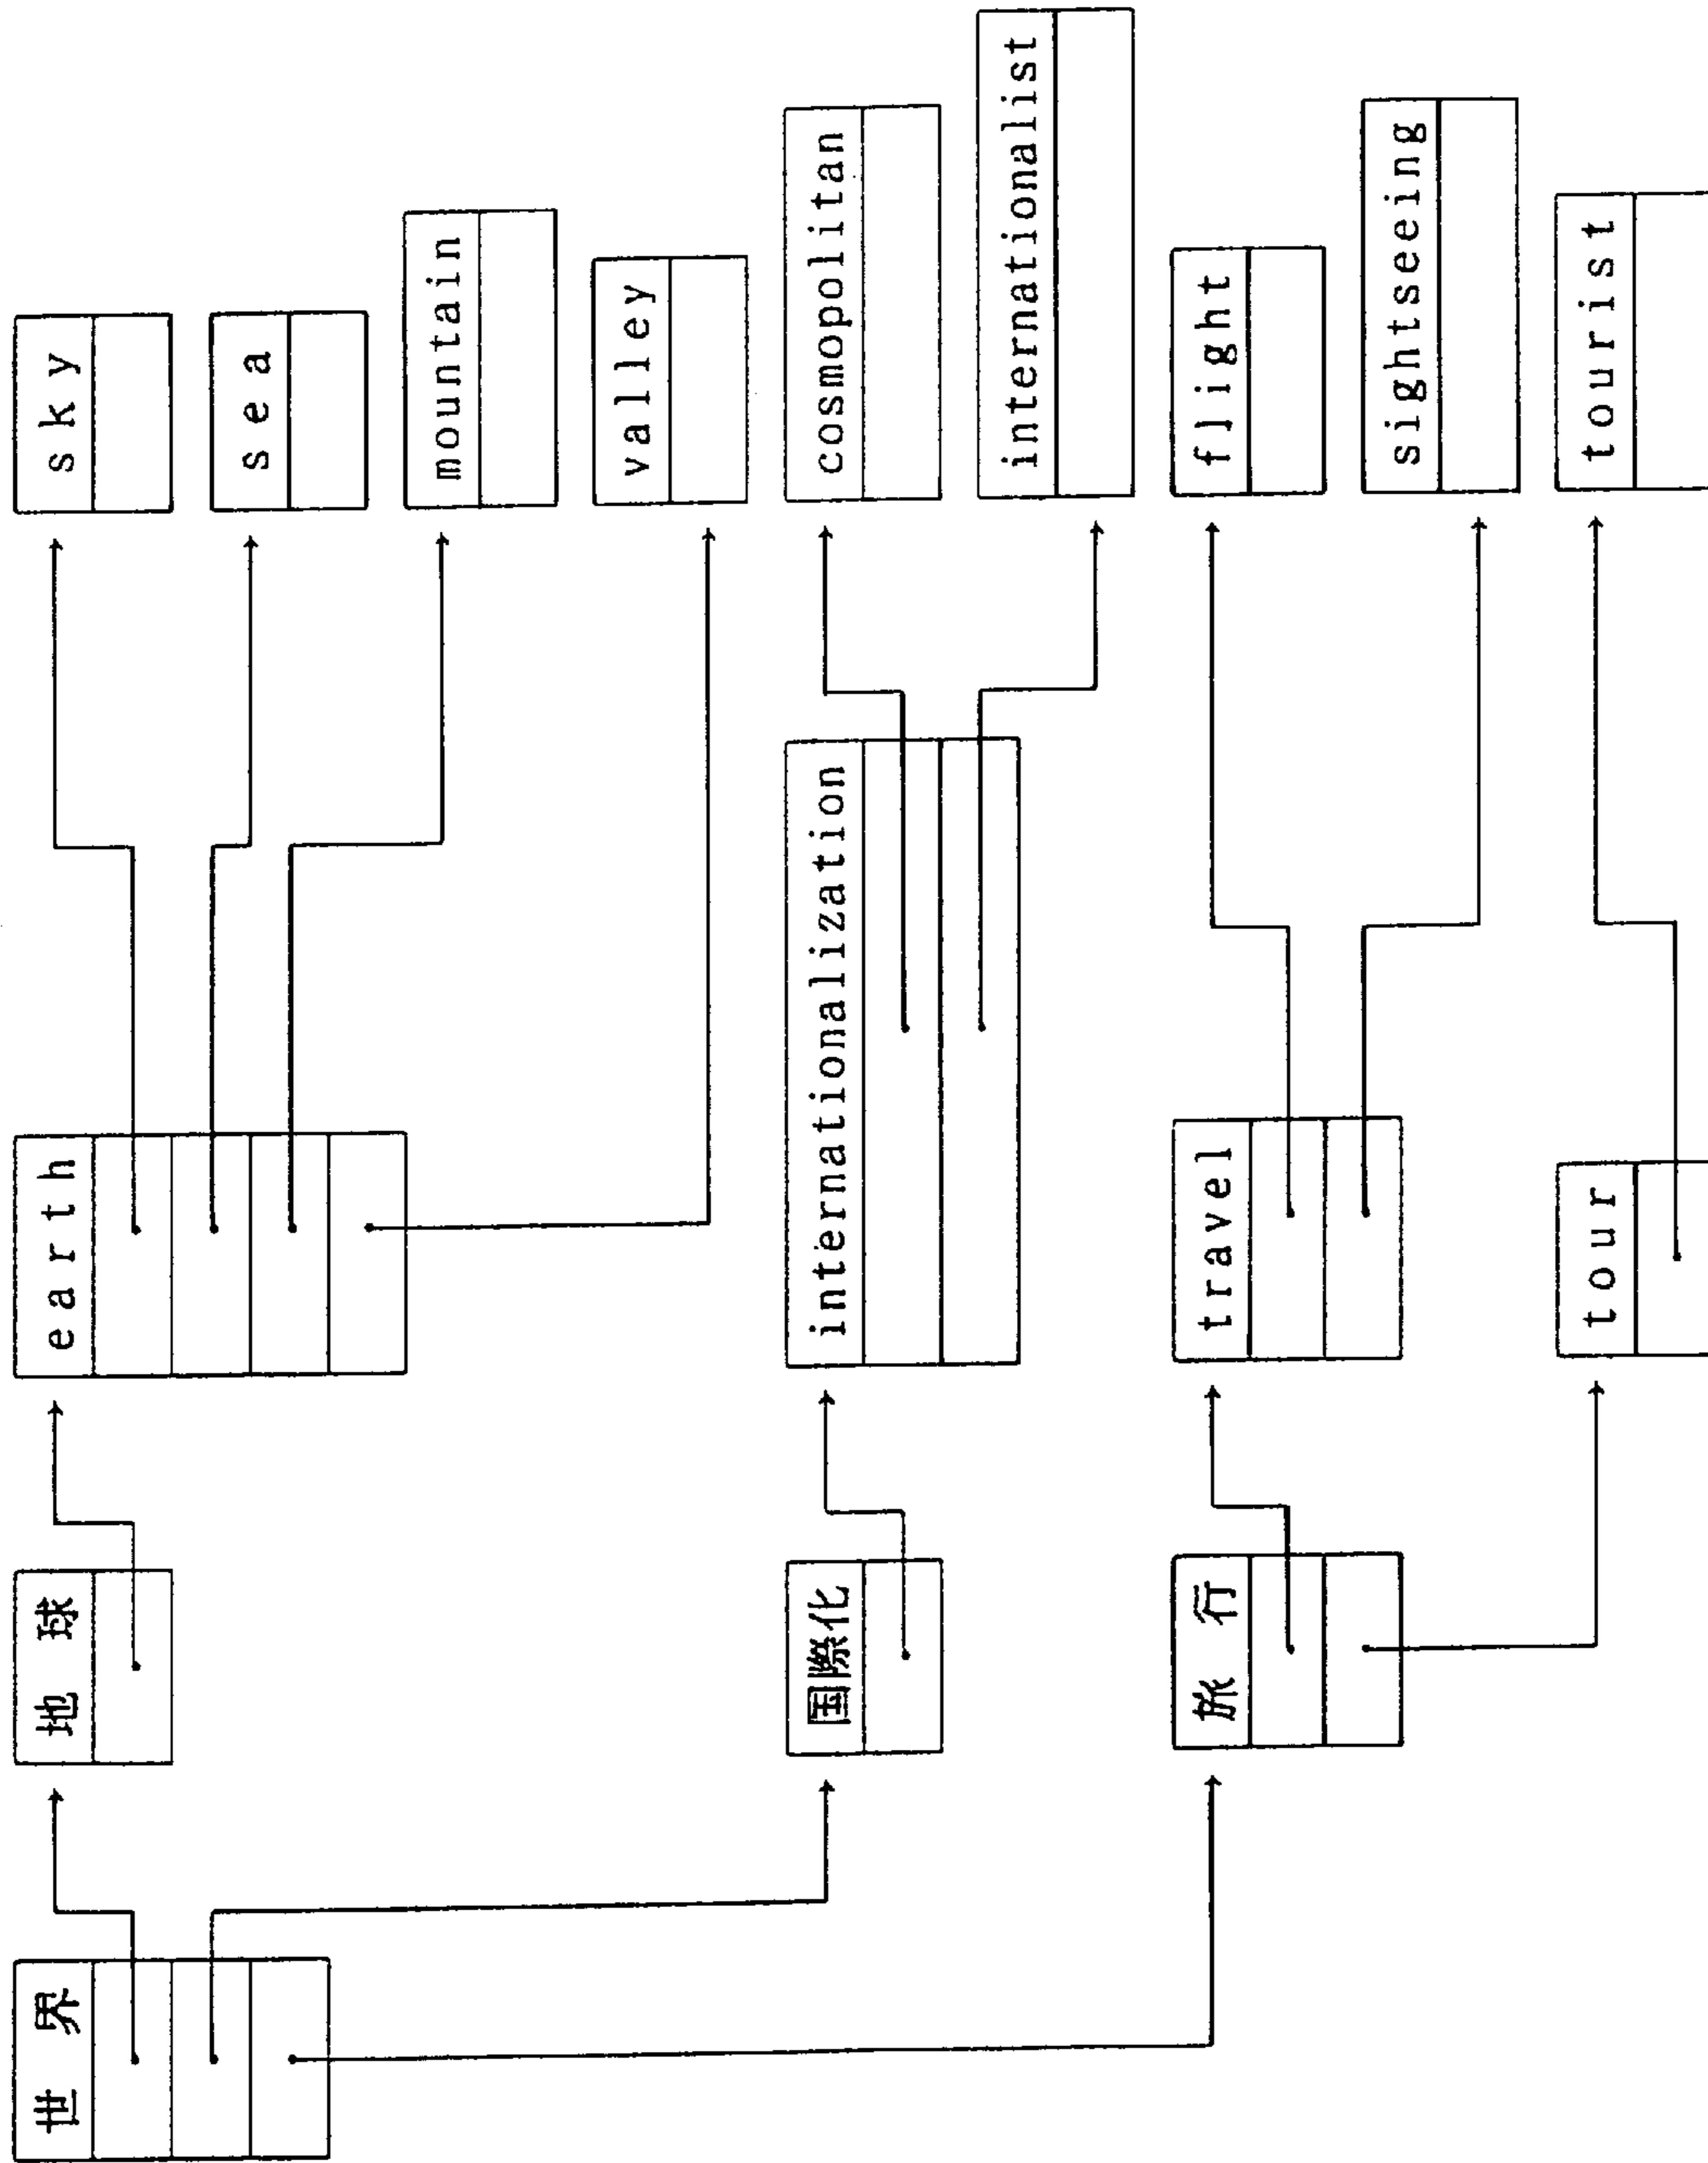 世界
地球
earth
sky
sea
mountain
valley
国際化
internationalization
cosmopolitan
internationalist
旅行
travel
flight
sightseeing
tour
tourist